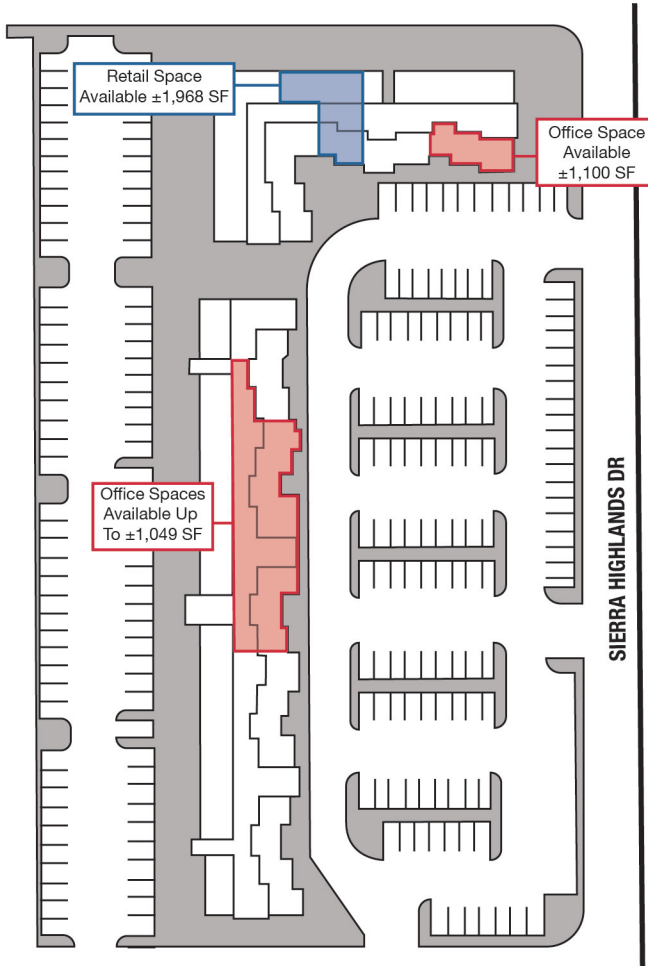 Retail Space
Available ±1,968 SF
Office Space
Available
±1,100 SF
Office Spaces
Available Up
To ±1,049 SF
SIERRA HIGHLANDS DR